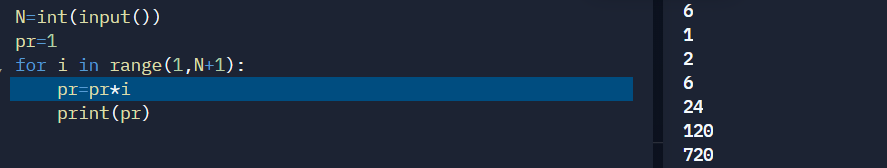 N=int(input())
pr=1
for i in range(1,N+1):
    pr=pr*i
    print(pr)
6
1
2
6
24
120
720